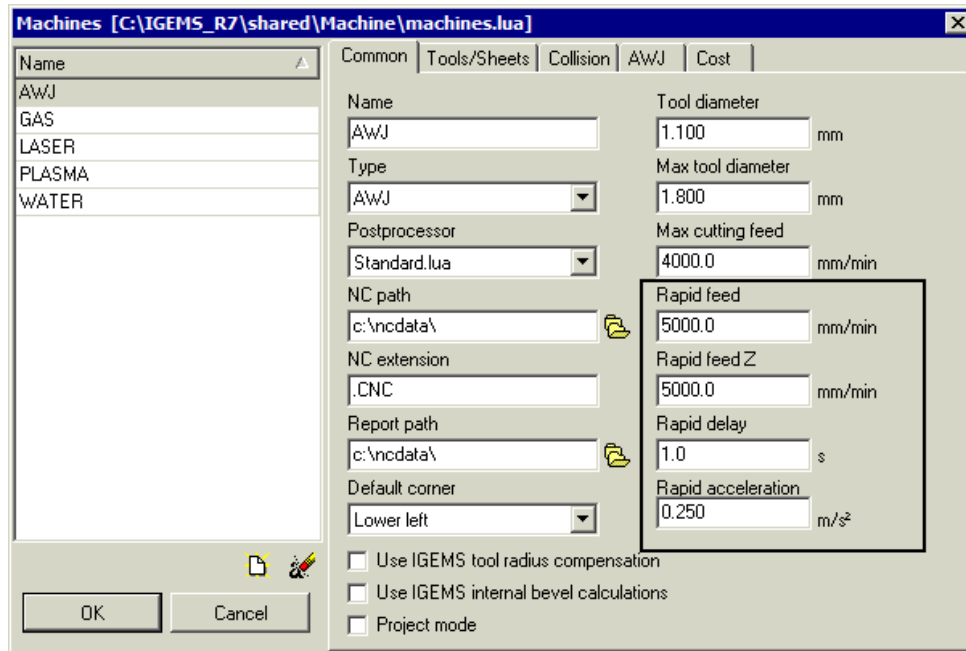 Machines [C:\IGEMS_R7\shared\Machine\machines.lua]
Name
AWJ
GAS
LASER
PLASMA
WATER
OK Cancel
Common Tools/Sheets Collision AWJ Cost
Name
AWJ
Type
AWJ
Postprocessor
Standard.lua
NC path
c:\ncdata\
NC extension
.CNC
Report path
c:\ncdata\
Default corner
Lower left
Tool diameter
1.100 mm
Max tool diameter
1.800 mm
Max cutting feed
4000.0 mm/min
Rapid feed
5000.0 mm/min
Rapid feed Z
5000.0 mm/min
Rapid delay
1.0 s
Rapid acceleration
0.250 m/s²
Use IGEMS tool radius compensation
Use IGEMS internal bevel calculations
Project mode